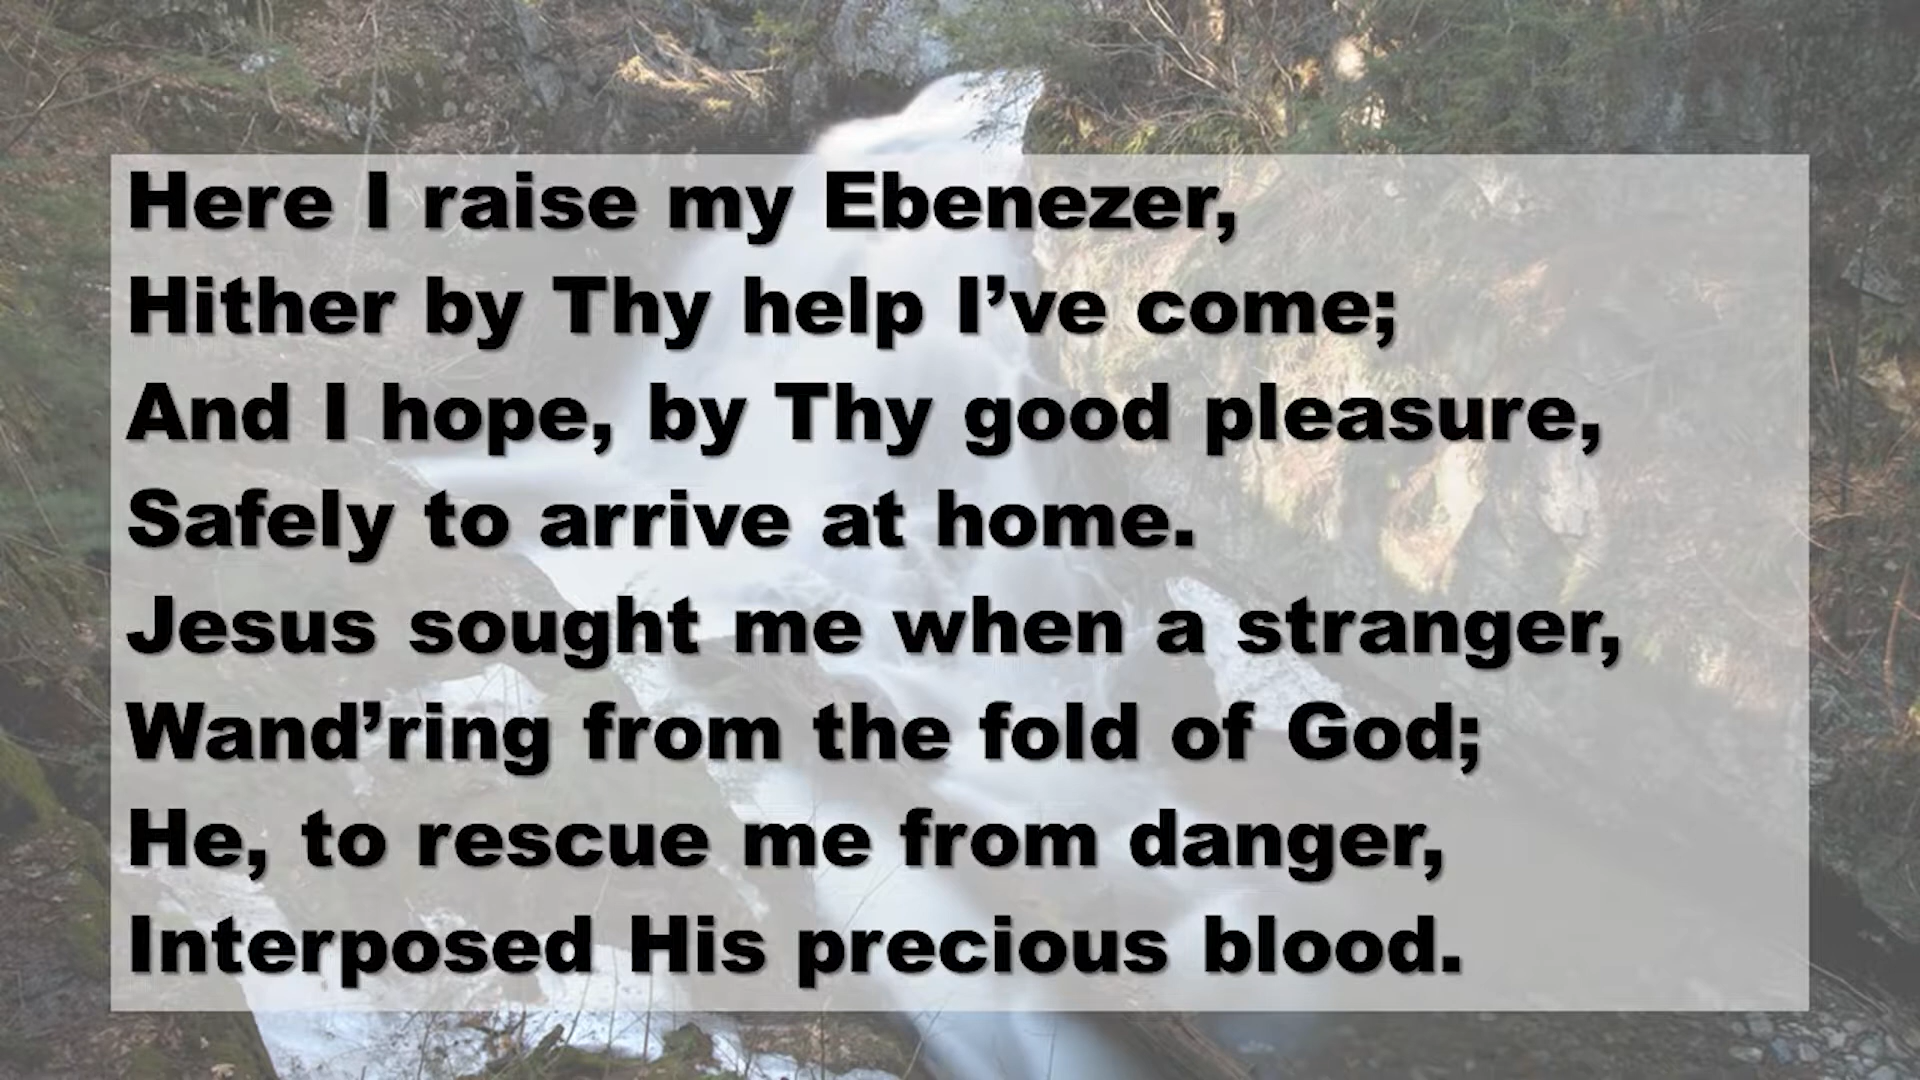 Here I raise my Ebenezer,
Hither by Thy help I’ve come;
And I hope, by Thy good pleasure,
Safely to arrive at home.
Jesus sought me when a stranger,
Wand’ring from the fold of God;
He, to rescue me from danger,
Interposed His precious blood.